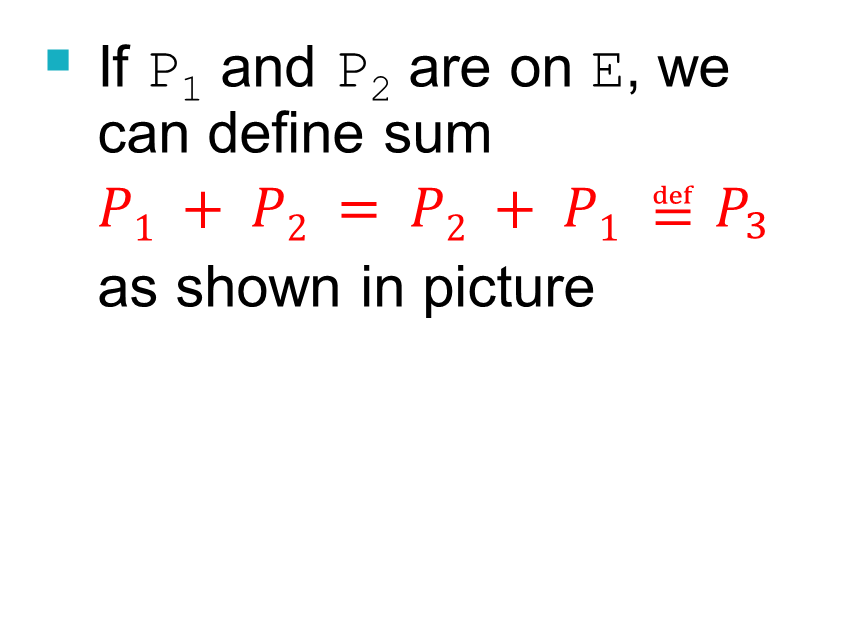 If P₁ and P₂ are on E, we
can define sum
𝑃₁ + 𝑃₂ = 𝑃₂ + 𝑃₁ ≝ 𝑃₃
as shown in picture